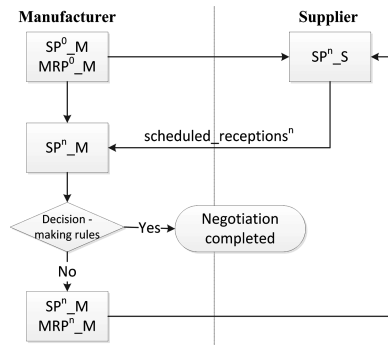 Manufacturer
Supplier
SP⁰_M
MRP⁰_M
SPⁿ_S
scheduled_receptionsⁿ
SPⁿ_M
Decision -
making rules
Yes
Negotiation
completed
No
SPⁿ_M
MRPⁿ_M